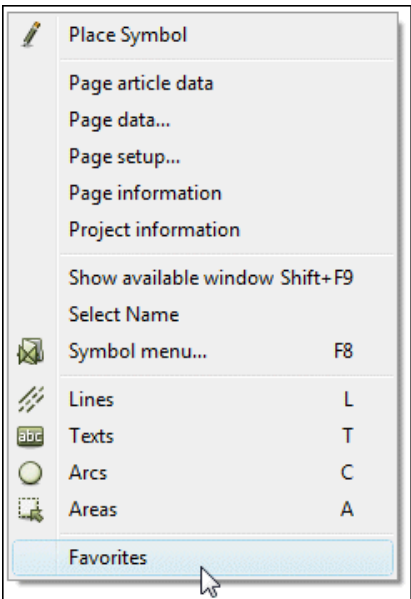 Place Symbol
Page article data
Page data...
Page setup...
Page information
Project information
Show available window Shift+F9
Select Name
Symbol menu... F8
Lines L
abc Texts T
Arcs C
Areas A
Favorites